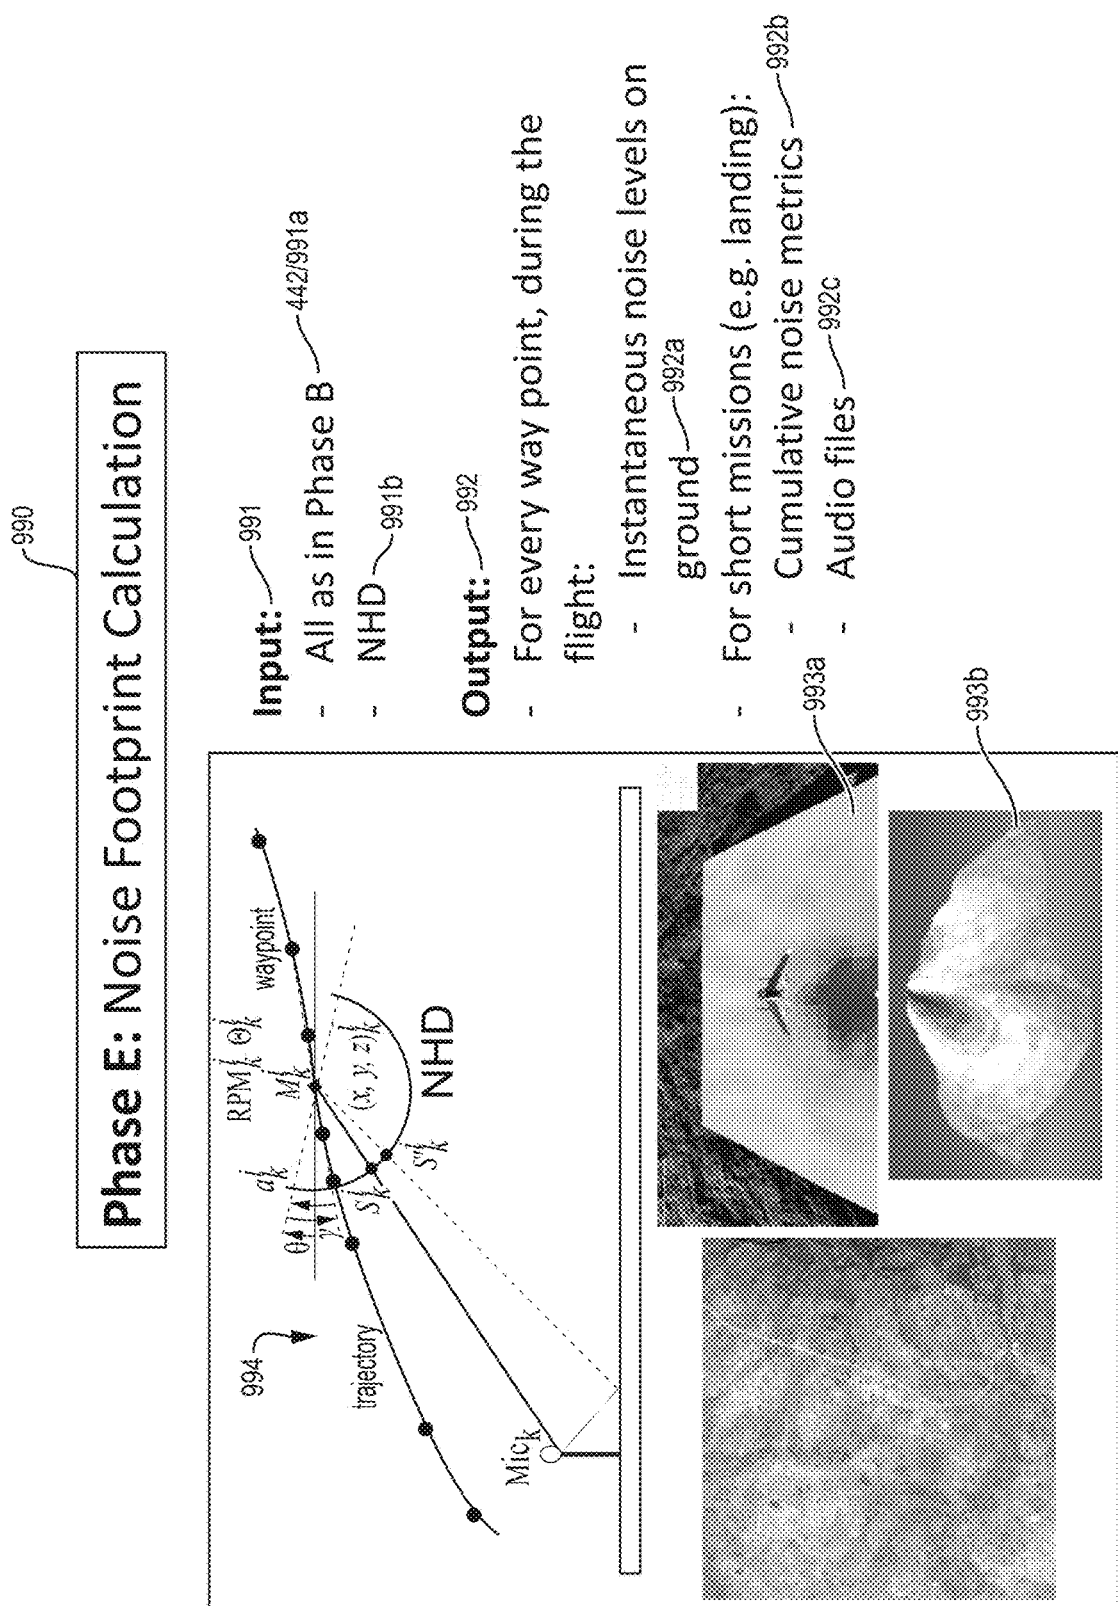 990
Phase E: Noise Footprint Calculation
Input: 991
- All as in Phase B 442/991a
- NHD 991b
Output: 992
- For every way point, during the
flight:
- Instantaneous noise levels on
ground 992a
- For short missions (e.g. landing):
- Cumulative noise metrics 992b
- Audio files 992c
994
trajectory
waypoint
RPM
(x, y, z)
NHD
Mic k
993a
993b